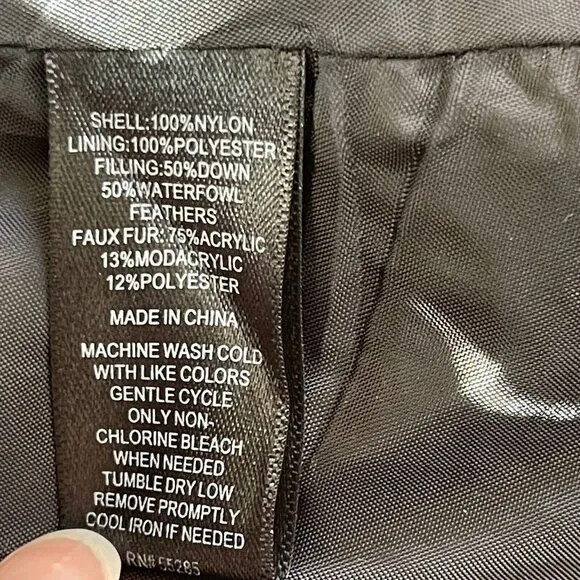 SHELL:100%NYLON
LINING:100%POLYESTER
FILLING:50%DOWN
50%WATERFOWL
FEATHERS
FAUX FUR: 75%ACRYLIC
13%MODACRYLIC
12%POLYESTER
MADE IN CHINA
MACHINE WASH COLD
WITH LIKE COLORS
GENTLE CYCLE
ONLY NON-
CHLORINE BLEACH
WHEN NEEDED
TUMBLE DRY LOW
REMOVE PROMPTLY
COOL IRON IF NEEDED
RN#